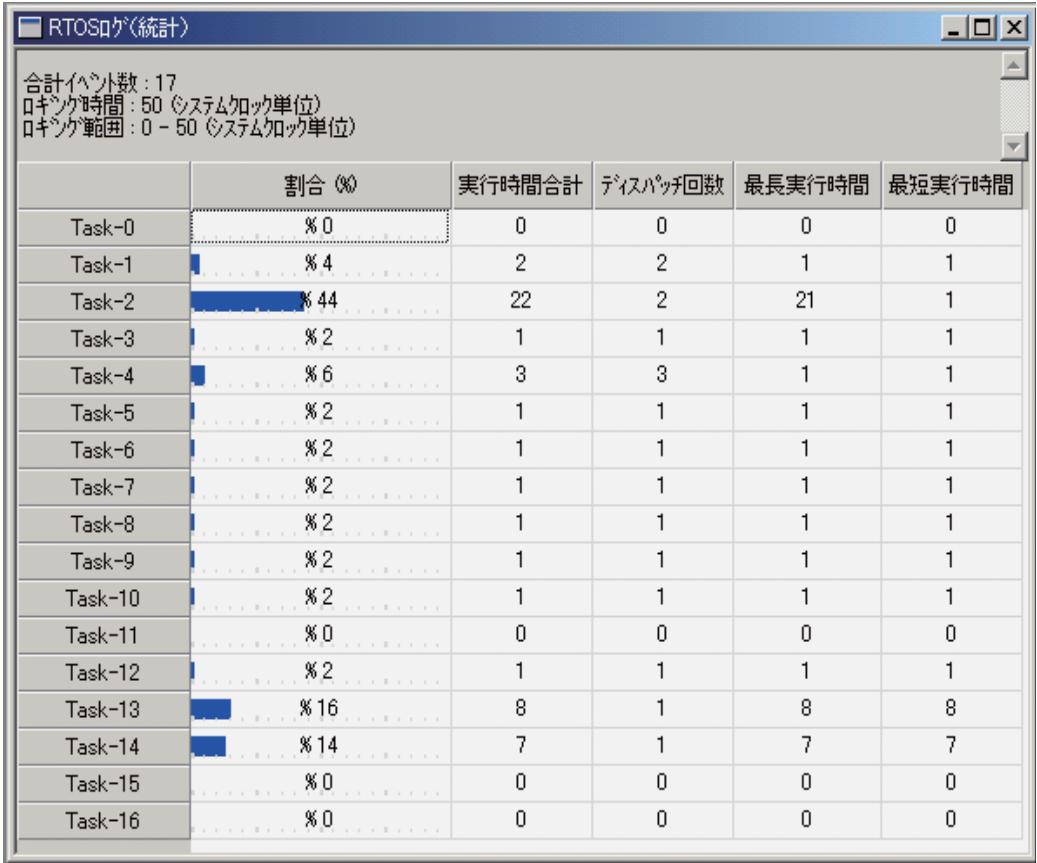 RTOSﾛｸﾞ(統計)
合計ｲﾍﾞﾝﾄ数 : 17
ﾛｷﾞﾝｸﾞ時間 : 50 (ｼｽﾃﾑｸﾛｯｸ単位)
ﾛｷﾞﾝｸﾞ範囲 : 0 - 50 (ｼｽﾃﾑｸﾛｯｸ単位)
割合 (%) 実行時間合計 ﾃﾞｨｽﾊﾟｯﾁ回数 最長実行時間 最短実行時間
Task-0 % 0 0 0 0 0
Task-1 % 4 2 2 1 1
Task-2 % 44 22 2 21 1
Task-3 % 2 1 1 1 1
Task-4 % 6 3 3 1 1
Task-5 % 2 1 1 1 1
Task-6 % 2 1 1 1 1
Task-7 % 2 1 1 1 1
Task-8 % 2 1 1 1 1
Task-9 % 2 1 1 1 1
Task-10 % 2 1 1 1 1
Task-11 % 0 0 0 0 0
Task-12 % 2 1 1 1 1
Task-13 % 16 8 1 8 8
Task-14 % 14 7 1 7 7
Task-15 % 0 0 0 0 0
Task-16 % 0 0 0 0 0